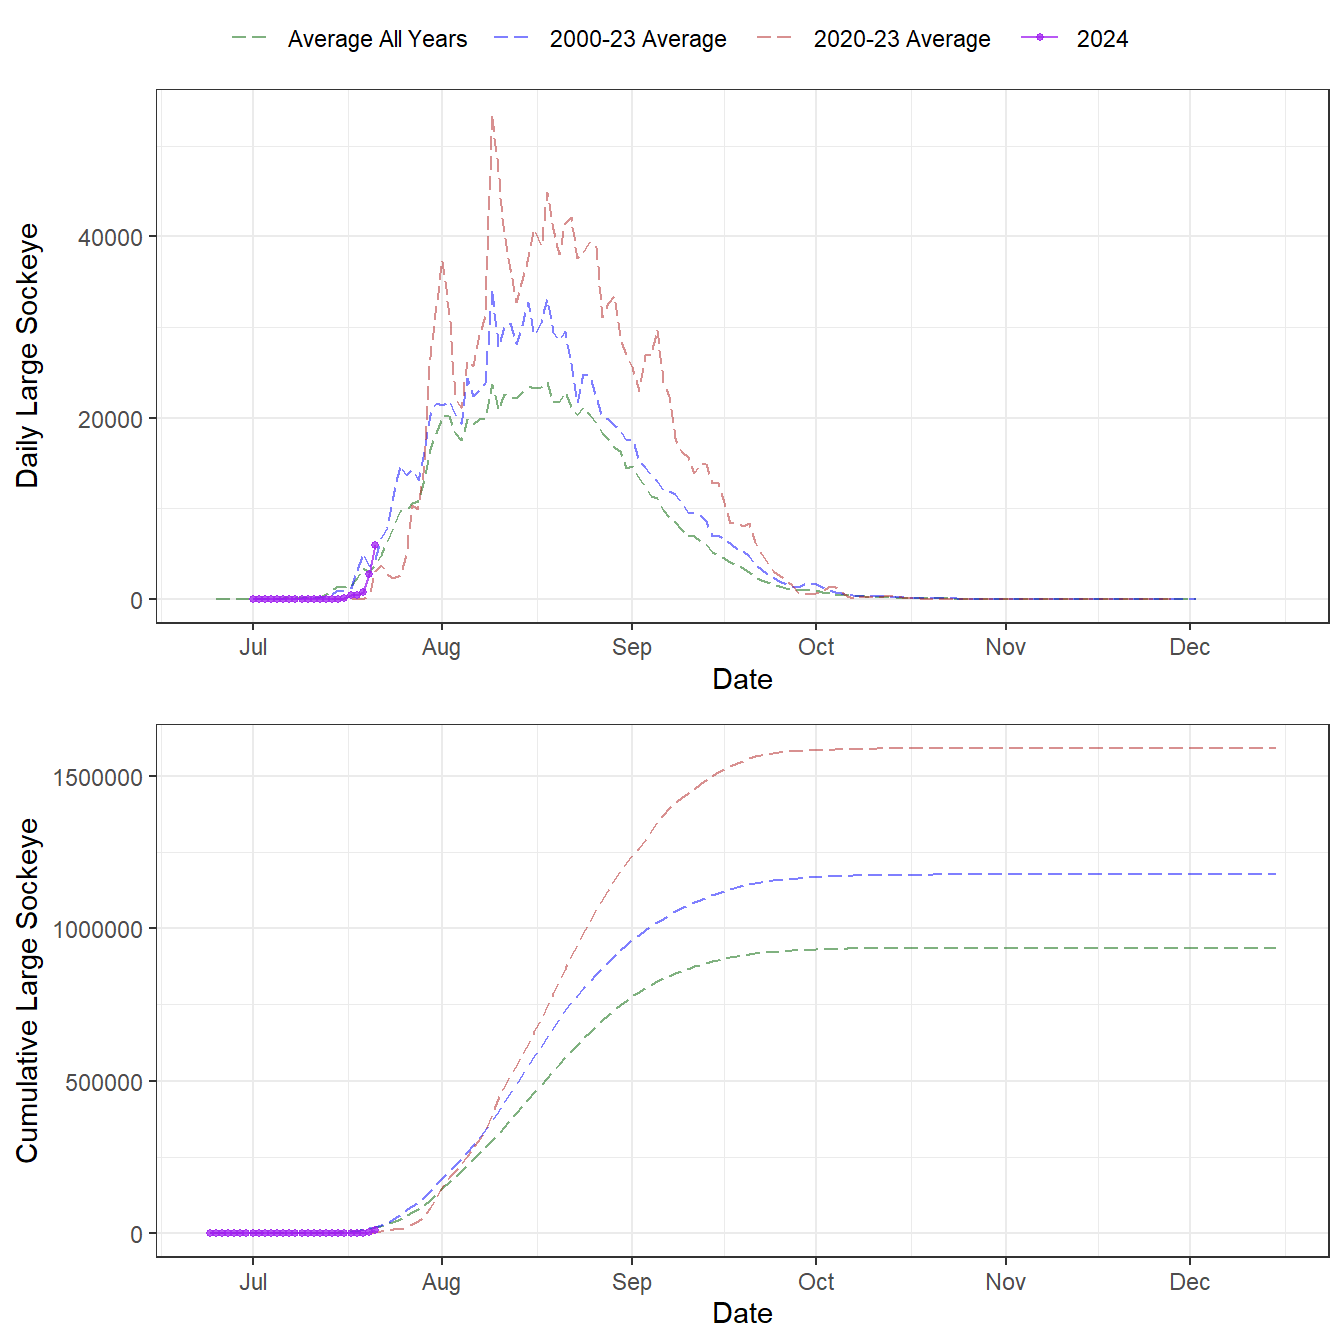 Average All Years 2000-23 Average 2020-23 Average 2024
Daily Large Sockeye
40000
20000
0
Jul Aug Sep Oct Nov Dec
Date
Cumulative Large Sockeye
1500000
1000000
500000
0
Jul Aug Sep Oct Nov Dec
Date